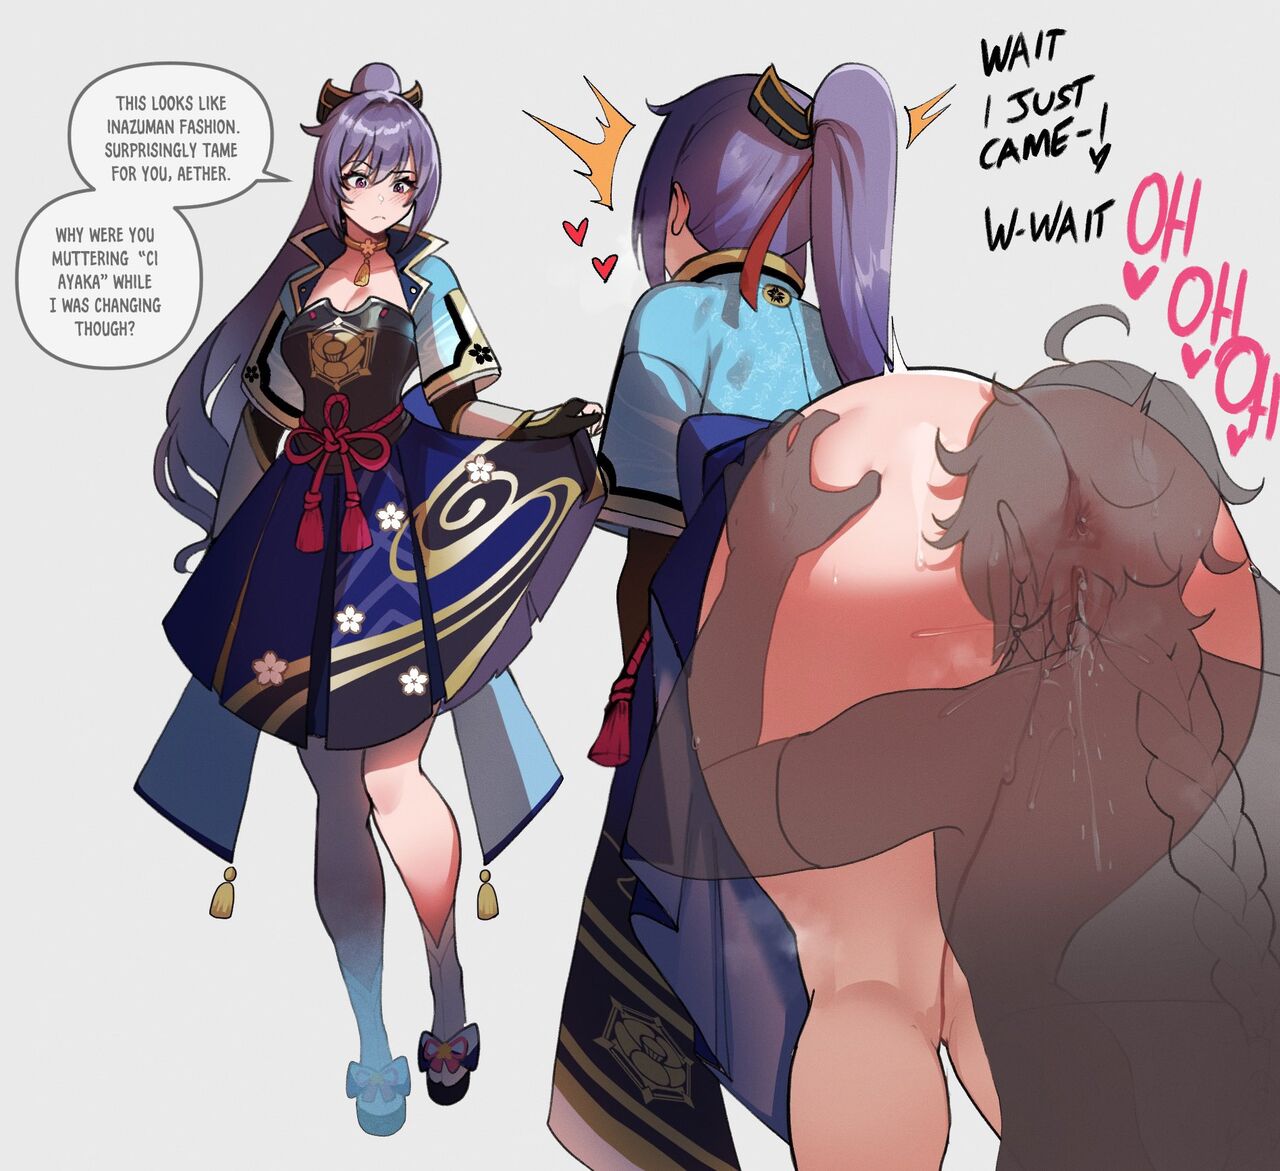 THIS LOOKS LIKE
INAZUMAN FASHION.
SURPRISINGLY TAME
FOR YOU, AETHER.
WHY WERE YOU
MUTTERING "CI
AYAKA" WHILE
I WAS CHANGING
THOUGH?
WAIT
I JUST
CAME-!
W-WAIT
OH
OH
OH